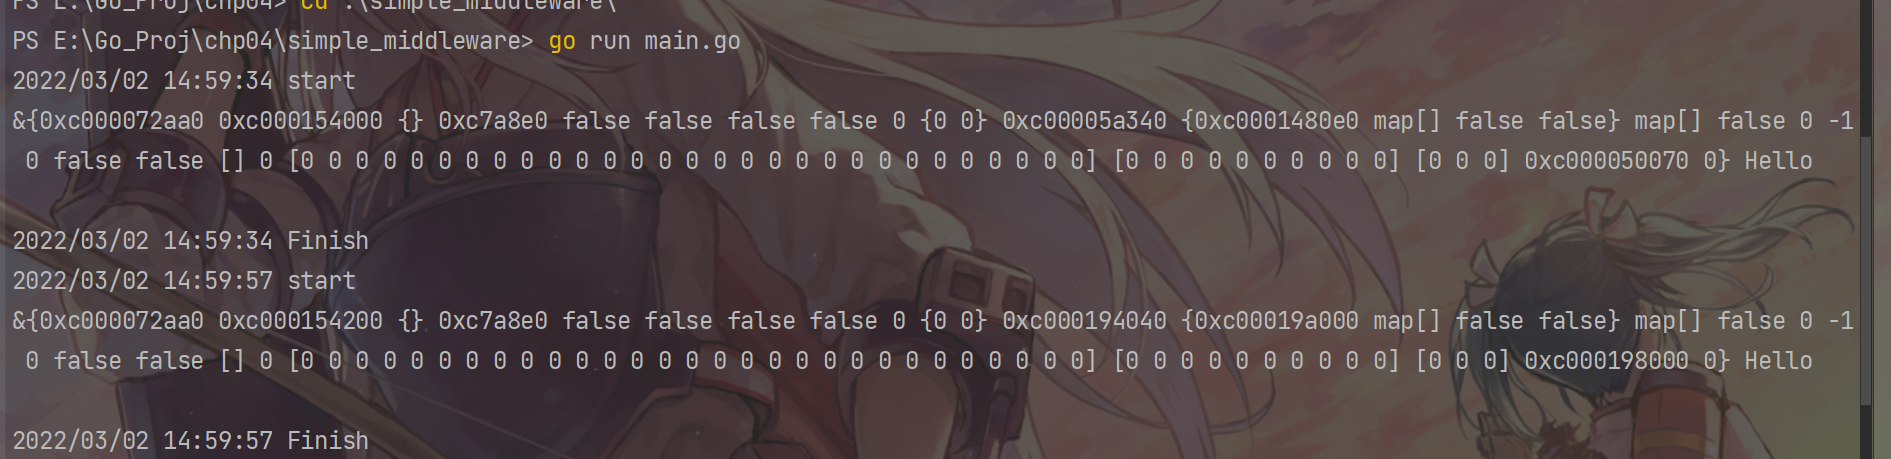 PS E:\Go_Proj\chp04> cd .\simple_middleware\
PS E:\Go_Proj\chp04\simple_middleware> go run main.go
2022/03/02 14:59:34 start
&{0xc000072aa0 0xc000154000 {} 0xc7a8e0 false false false false 0 {0 0} 0xc00005a340 {0xc0001480e0 map[] false false} map[] false 0 -1
0 false false [] 0 [0 0 0 0 0 0 0 0 0 0 0 0 0 0 0 0 0 0 0 0 0 0 0 0 0 0 0 0 0] [0 0 0 0 0 0 0 0 0 0] [0 0 0] 0xc000050070 0} Hello
2022/03/02 14:59:34 Finish
2022/03/02 14:59:57 start
&{0xc000072aa0 0xc000154200 {} 0xc7a8e0 false false false false 0 {0 0} 0xc000194040 {0xc00019a000 map[] false false} map[] false 0 -1
0 false false [] 0 [0 0 0 0 0 0 0 0 0 0 0 0 0 0 0 0 0 0 0 0 0 0 0 0 0 0 0 0 0] [0 0 0 0 0 0 0 0 0 0] [0 0 0] 0xc000198000 0} Hello
2022/03/02 14:59:57 Finish